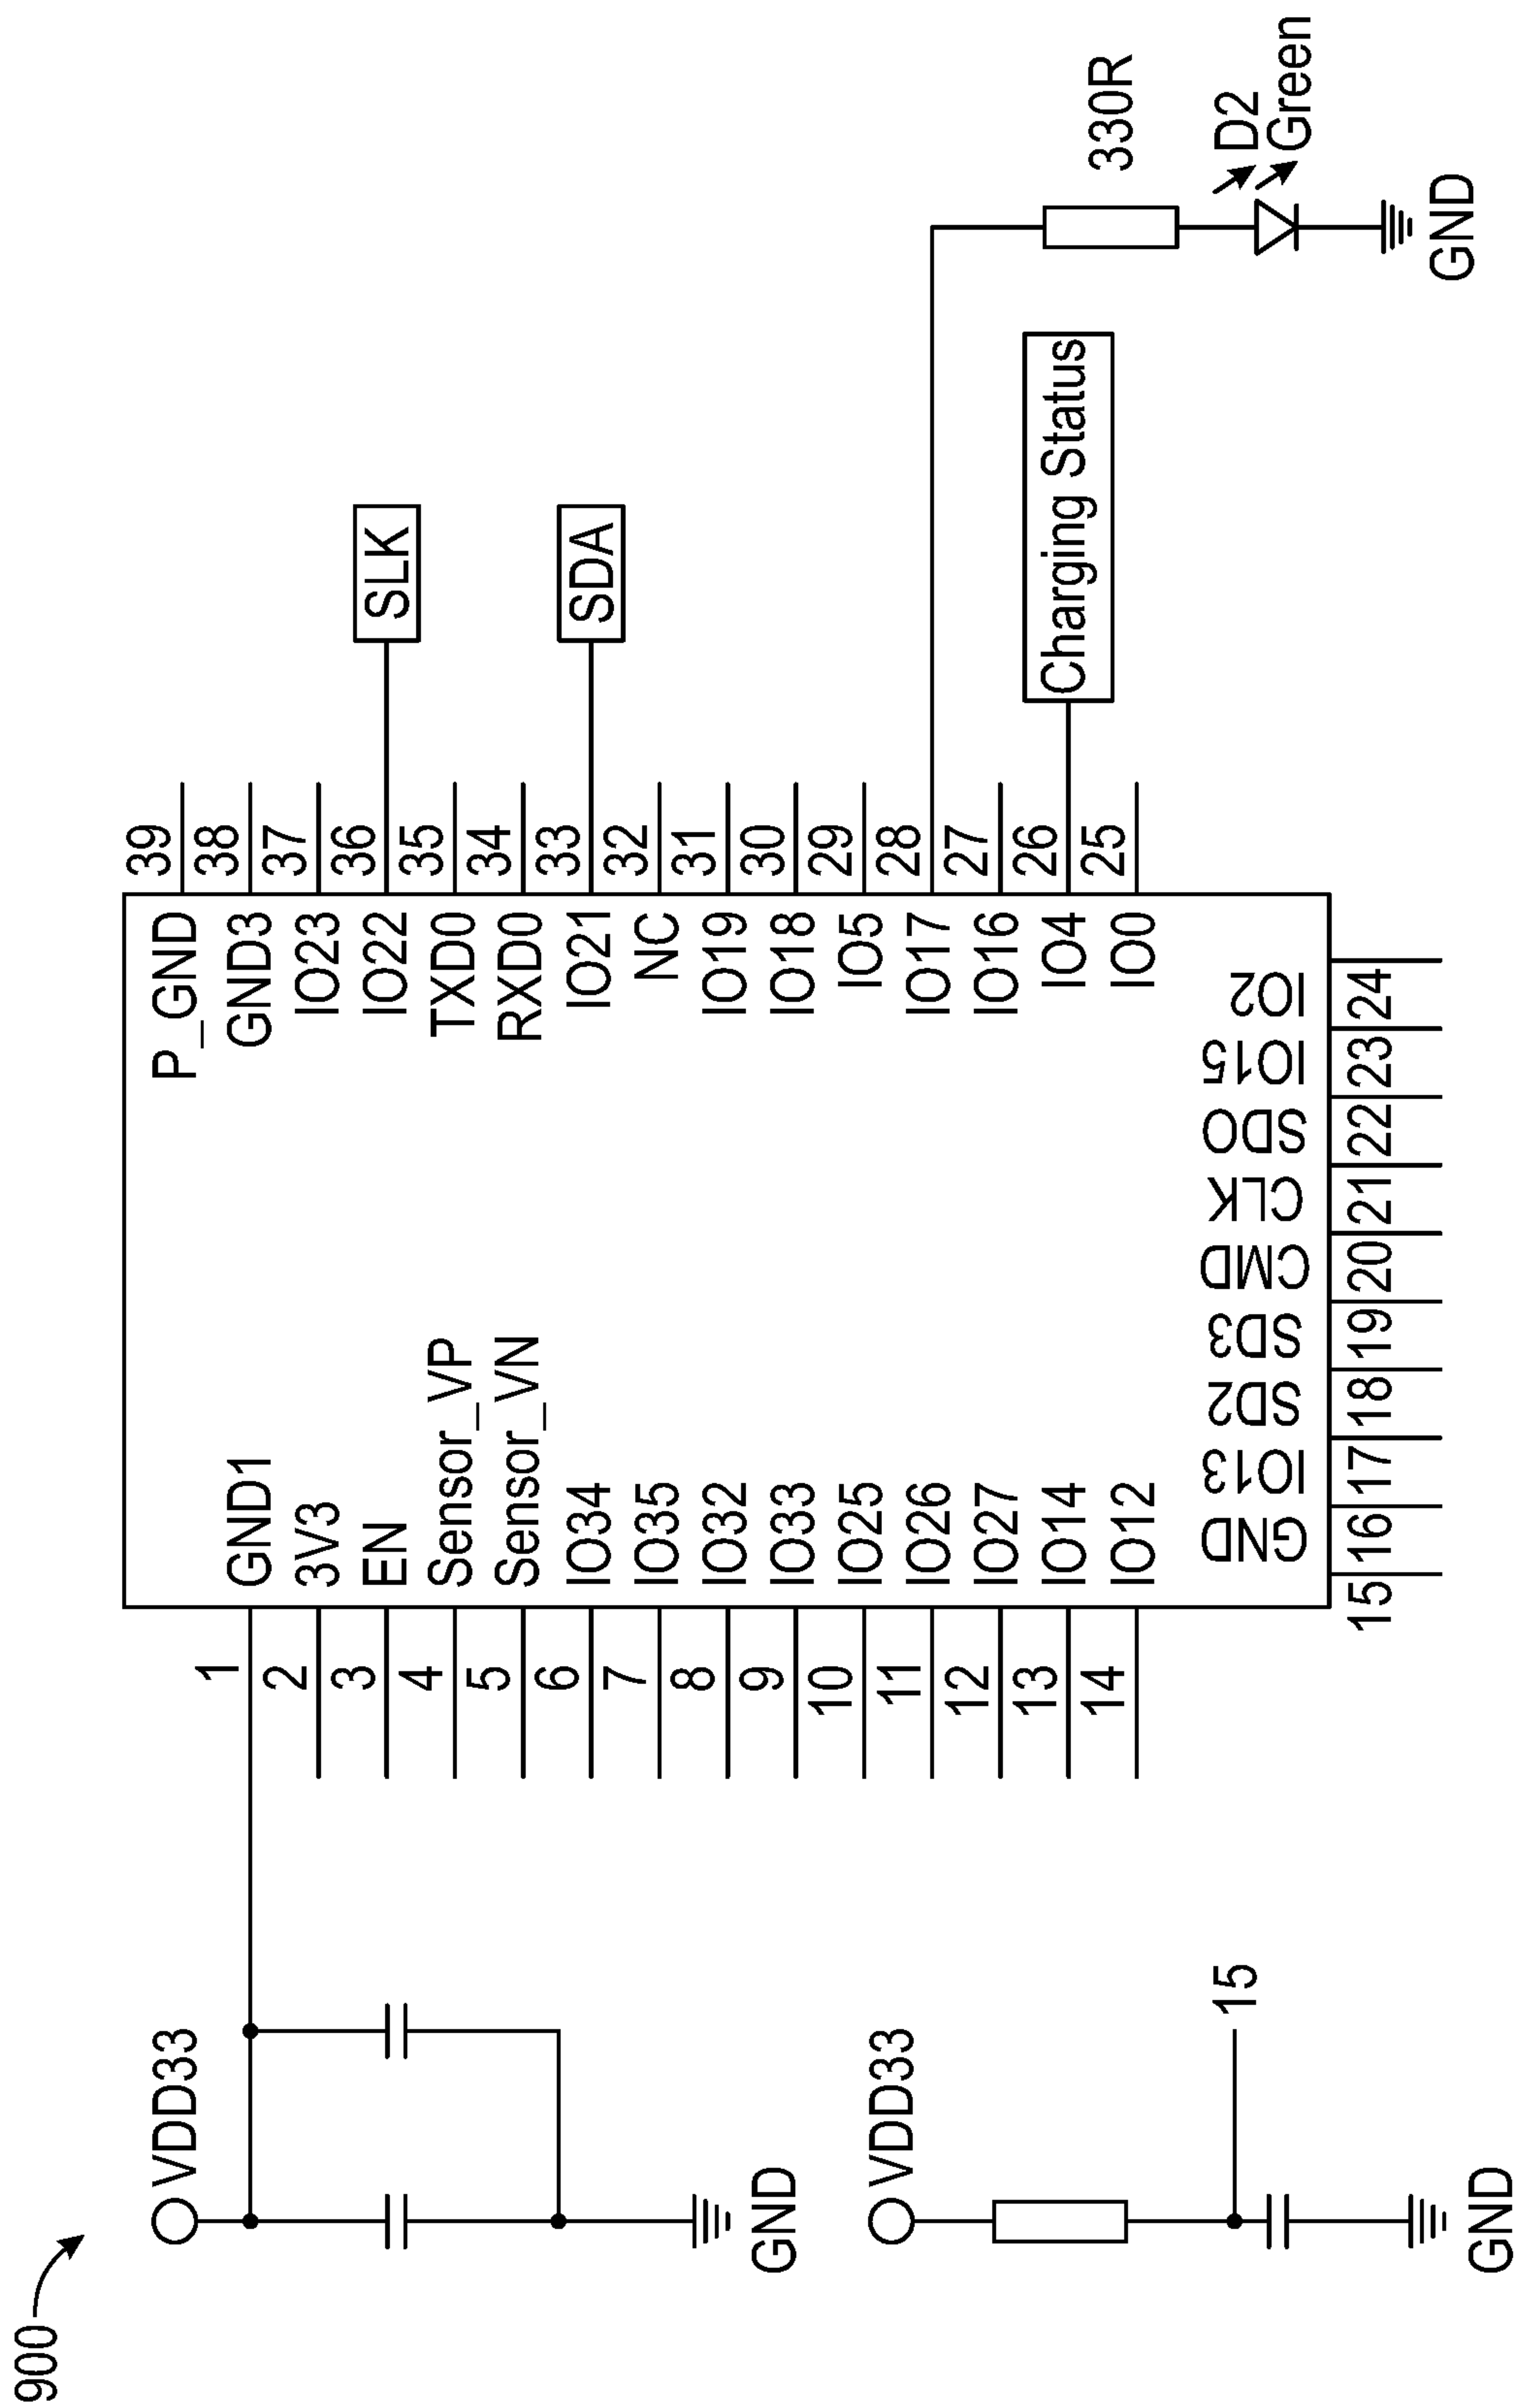 900
VDD33
GND
VDD33
15
GND
1
2
3
4
5
6
7
8
9
10
11
12
13
14
GND1
3V3
EN
Sensor_VP
Sensor_VN
IO34
IO35
IO32
IO33
IO25
IO26
IO27
IO14
IO12
GND
IO13
SD2
SD3
CMD
CLK
SDO
IO15
IO2
15
16
17
18
19
20
21
22
23
24
P_GND
GND3
IO23
IO22
TXD0
RXD0
IO21
NC
IO19
IO18
IO5
IO17
IO16
IO4
IO0
39
38
37
36
35
34
33
32
31
30
29
28
27
26
25
SLK
SDA
Charging Status
330R
D2
Green
GND